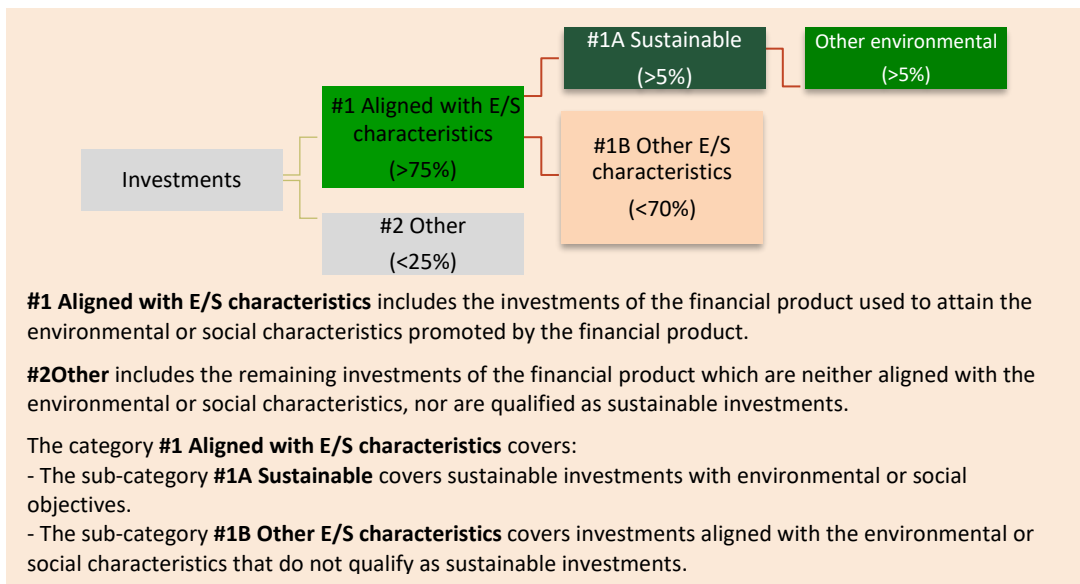 #1A Sustainable
(>5%)
Other environmental
(>5%)
#1 Aligned with E/S
characteristics
(>75%)
#1B Other E/S
characteristics
(<70%)
Investments
#2 Other
(<25%)
#1 Aligned with E/S characteristics includes the investments of the financial product used to attain the
environmental or social characteristics promoted by the financial product.
#2Other includes the remaining investments of the financial product which are neither aligned with the
environmental or social characteristics, nor are qualified as sustainable investments.
The category #1 Aligned with E/S characteristics covers:
- The sub-category #1A Sustainable covers sustainable investments with environmental or social
objectives.
- The sub-category #1B Other E/S characteristics covers investments aligned with the environmental or
social characteristics that do not qualify as sustainable investments.